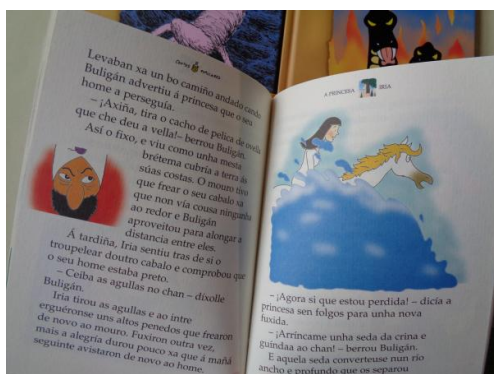 Levaban xa un bo camiño andado cando
Buligán advertiu á princesa que o seu
home a perseguía.
– ¡Axiña, tira o cacho de pelica de ovella
que che deu a vella!– berrou Buligán.
Así o fixo, e viu como unha mesta
brétema cubría a terra ás
súas costas. O mouro tivo
que frear o seu cabalo xa
que non vía cousa ningunha
ao redor e Buligán
aproveitou para alongar a
distancia entre eles.
Á tardiña, Iria sentiu tras de si o
troupelear doutro cabalo e comprobou que
o seu home estaba preto.
– Ceiba as agullas no chan – díxolle
Buligán.
Iria tirou as agullas e ao intre
erguéronse uns altos penedos que frearon
de novo ao mouro. Fuxiron outra vez,
mais a alegría durou pouco xa que á mañá
seguinte avistaron de novo ao home.
A PRINCESA IRIA
– ¡Agora si que estou perdida! – dicía a
princesa sen folgos para unha nova
fuxida.
– ¡Arríncame unha seda da crina e
guíndaa ao chan! – berrou Buligán.
E aquela seda converteuse nun río
ancho e profundo que os separou